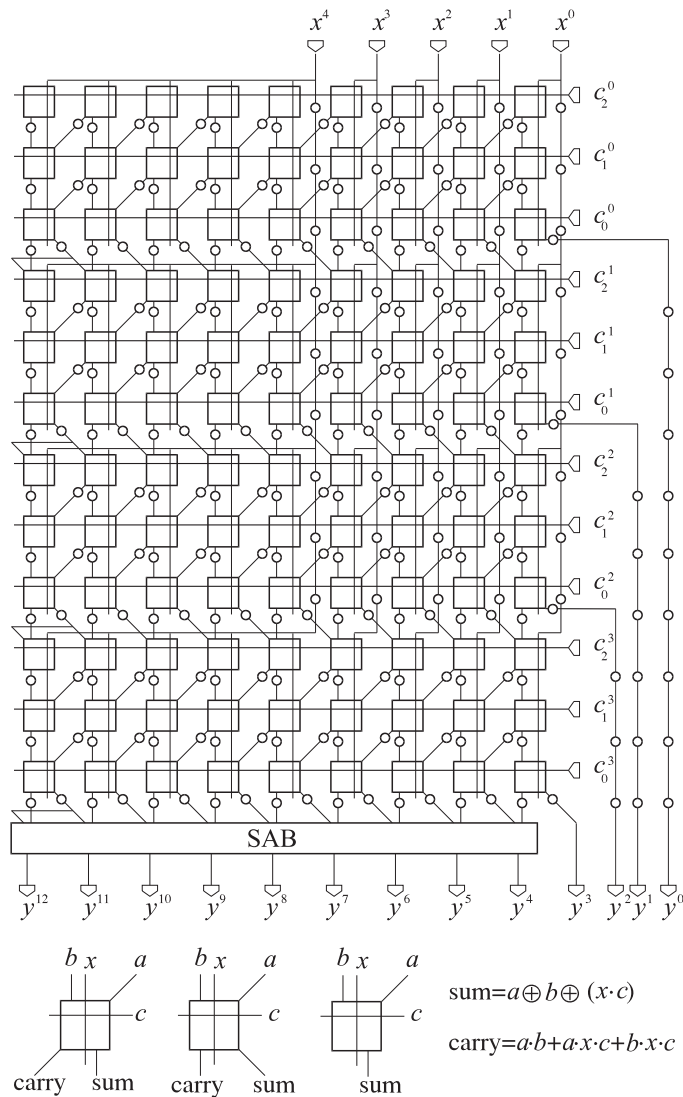 x⁴ x³ x² x¹ x⁰
c₂⁰
c₁⁰
c₀⁰
c₂¹
c₁¹
c₀¹
c₂²
c₁²
c₀²
c₂³
c₁³
c₀³
SAB
y¹² y¹¹ y¹⁰ y⁹ y⁸ y⁷ y⁶ y⁵ y⁴ y³ y² y¹ y⁰
b x a b x a b x a
sum=a⊕b⊕ (x·c)
c c c
carry=a·b+a·x·c+b·x·c
carry sum carry sum sum